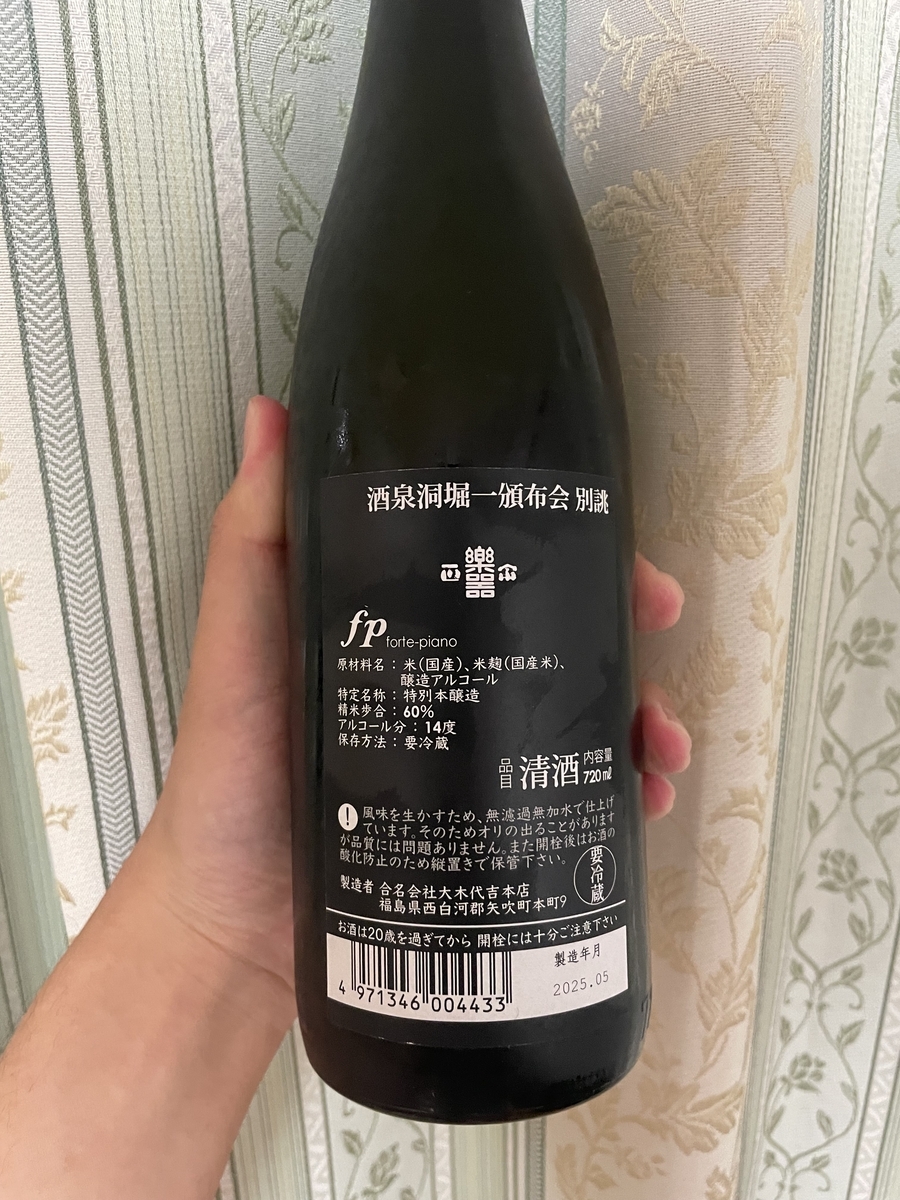 酒泉洞堀一頒布会 別誂
樂器
正宗
fp forte-piano
原材料名：米(国産)、米麹(国産米)、
醸造アルコール
特定名称：特別本醸造
精米歩合：60%
アルコール分：14度
保存方法：要冷蔵
品目 清酒 内容量 720㎖
! 風味を生かすため、無濾過無加水で仕上げ
ています。そのためオリの出ることがあります
が品質には問題ありません。また開栓後はお酒の
酸化防止のため縦置きで保管下さい。
要冷蔵
製造者 合名会社大木代吉本店
福島県西白河郡矢吹町本町9
お酒は20歳を過ぎてから 開栓には十分ご注意下さい
4 971346 004433
製造年月
2025.05